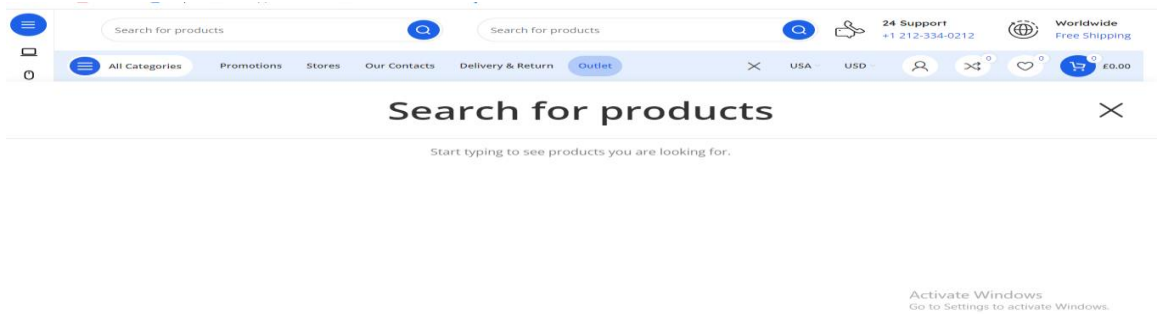 Search for products
Search for products
24 Support
+1 212-334-0212
Worldwide
Free Shipping
All Categories
Promotions
Stores
Our Contacts
Delivery & Return
Outlet
USA
USD
0
0
0
£0.00
Search for products
Start typing to see products you are looking for.
Activate Windows
Go to Settings to activate Windows.